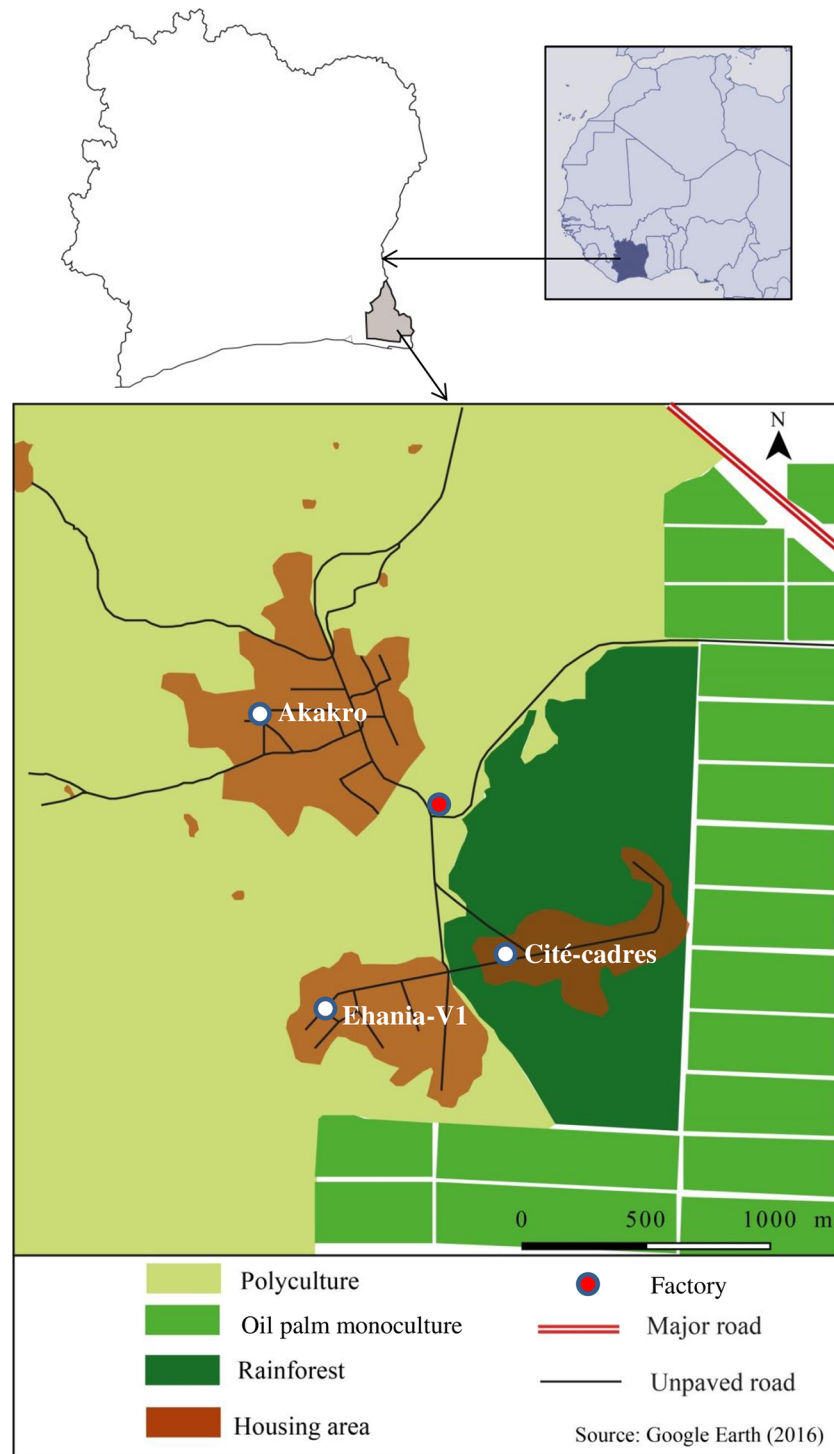 N
Akakro
Cité-cadres
Ehania-V1
0 500 1000 m
Polyculture
Factory
Oil palm monoculture
Major road
Rainforest
Unpaved road
Housing area
Source: Google Earth (2016)